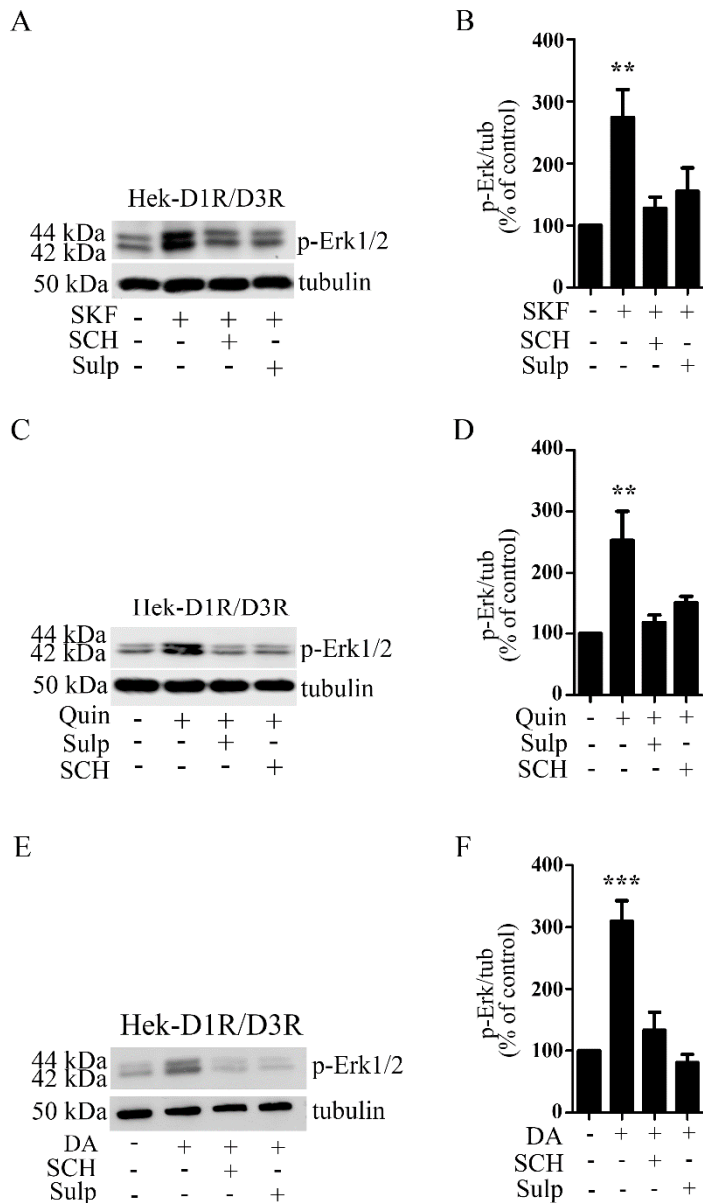 A
Hek-D1R/D3R
44 kDa
42 kDa
p-Erk1/2
50 kDa
tubulin
SKF - + + +
SCH - - + -
Sulp - - - +
B
p-Erk/tub
(% of control)
400
300
200
100
0
**
SKF - + + +
SCH - - + -
Sulp - - - +
C
Hek-D1R/D3R
44 kDa
42 kDa
p-Erk1/2
50 kDa
tubulin
Quin - + + +
Sulp - - + -
SCH - - - +
D
p-Erk/tub
(% of control)
400
300
200
100
0
**
Quin - + + +
Sulp - - + -
SCH - - - +
E
Hek-D1R/D3R
44 kDa
42 kDa
p-Erk1/2
50 kDa
tubulin
DA - + + +
SCH - - + -
Sulp - - - +
F
p-Erk/tub
(% of control)
400
300
200
100
0
***
DA - + + +
SCH - - + -
Sulp - - - +